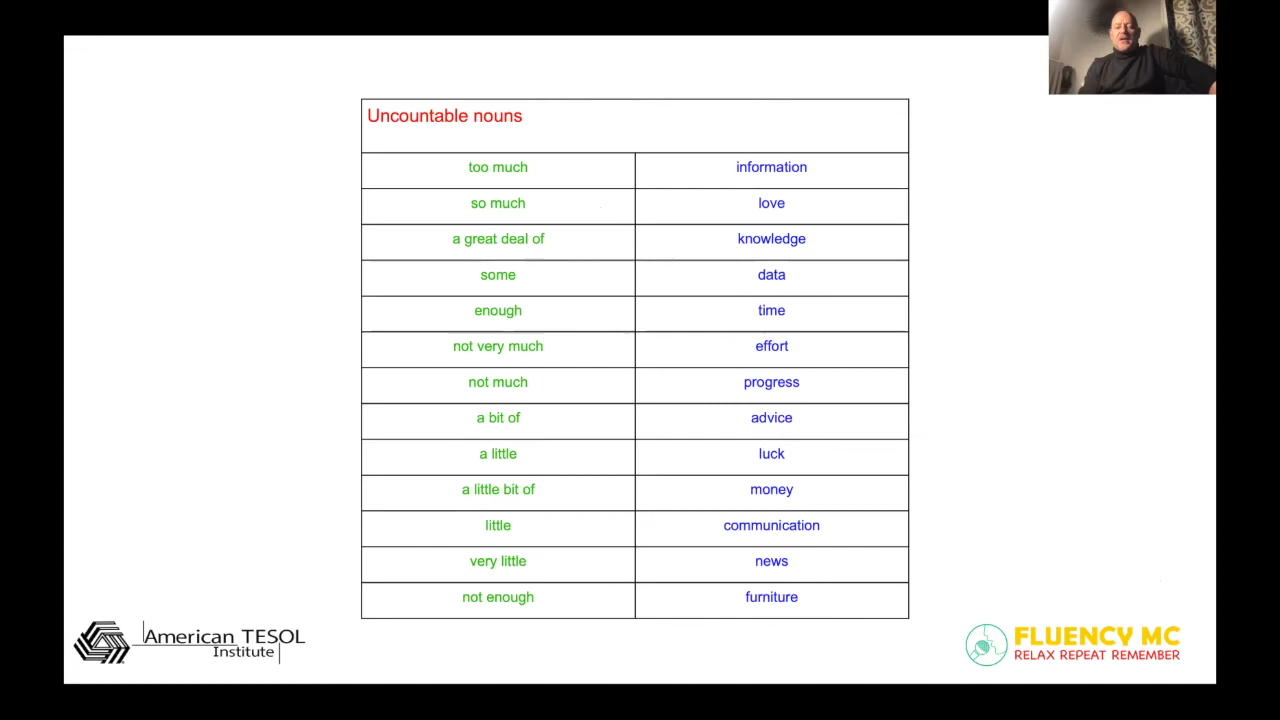 Uncountable nouns
too much information
so much love
a great deal of knowledge
some data
enough time
not very much effort
not much progress
a bit of advice
a little luck
a little bit of money
little communication
very little news
not enough furniture
American TESOL
Institute
FLUENCY MC
RELAX REPEAT REMEMBER